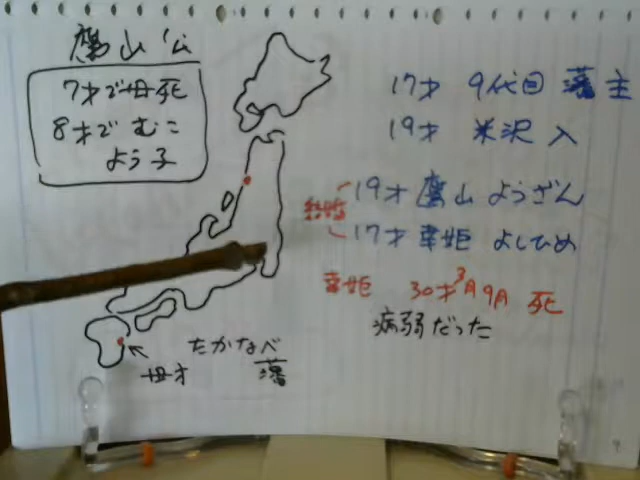 鷹山公
7才で母死
8才でむこ
よう子
17才 9代目 藩主
19才 米沢 入
結婚
19才 鷹山 ようざん
17才 幸姫 よしひめ
幸姫 30才 3月9月 死
病弱だった
たかなべ
藩